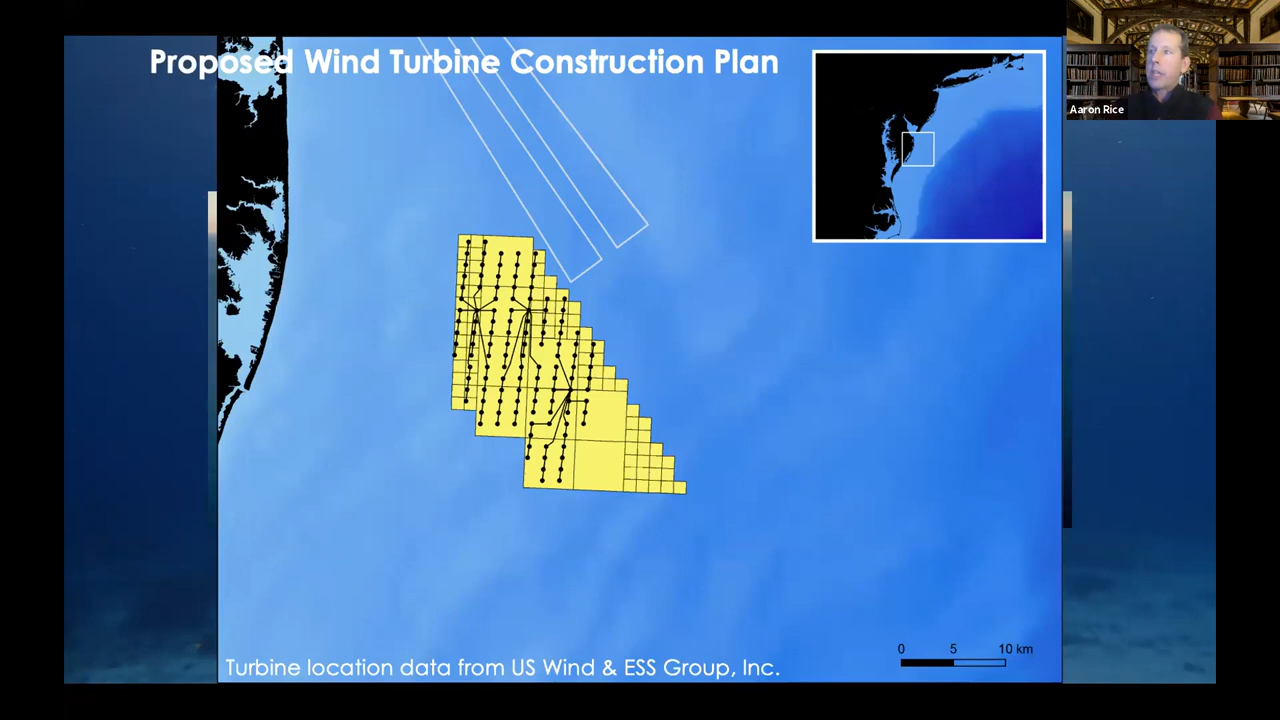 Proposed Wind Turbine Construction Plan
Aaron Rice
0 5 10 km
Turbine location data from US Wind & ESS Group, Inc.